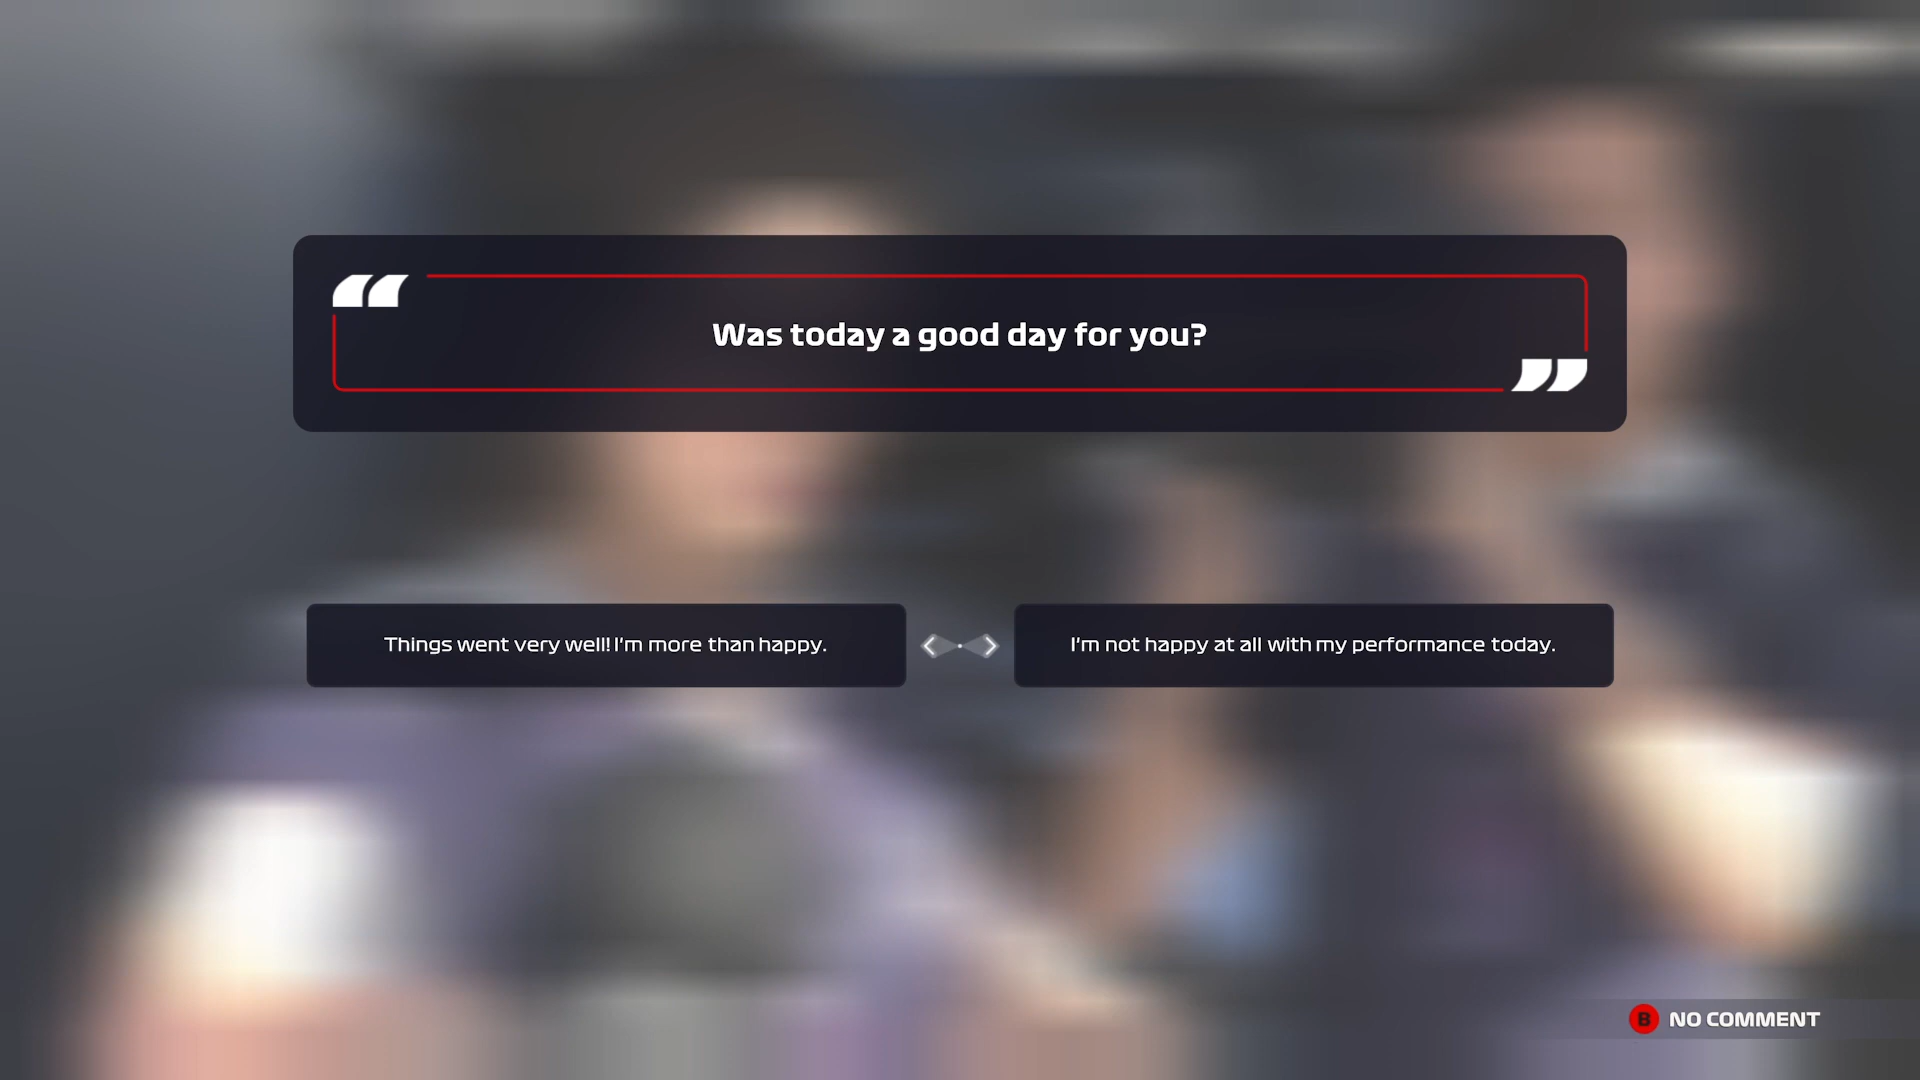 Was today a good day for you?
Things went very well! I'm more than happy.
I'm not happy at all with my performance today.
B NO COMMENT